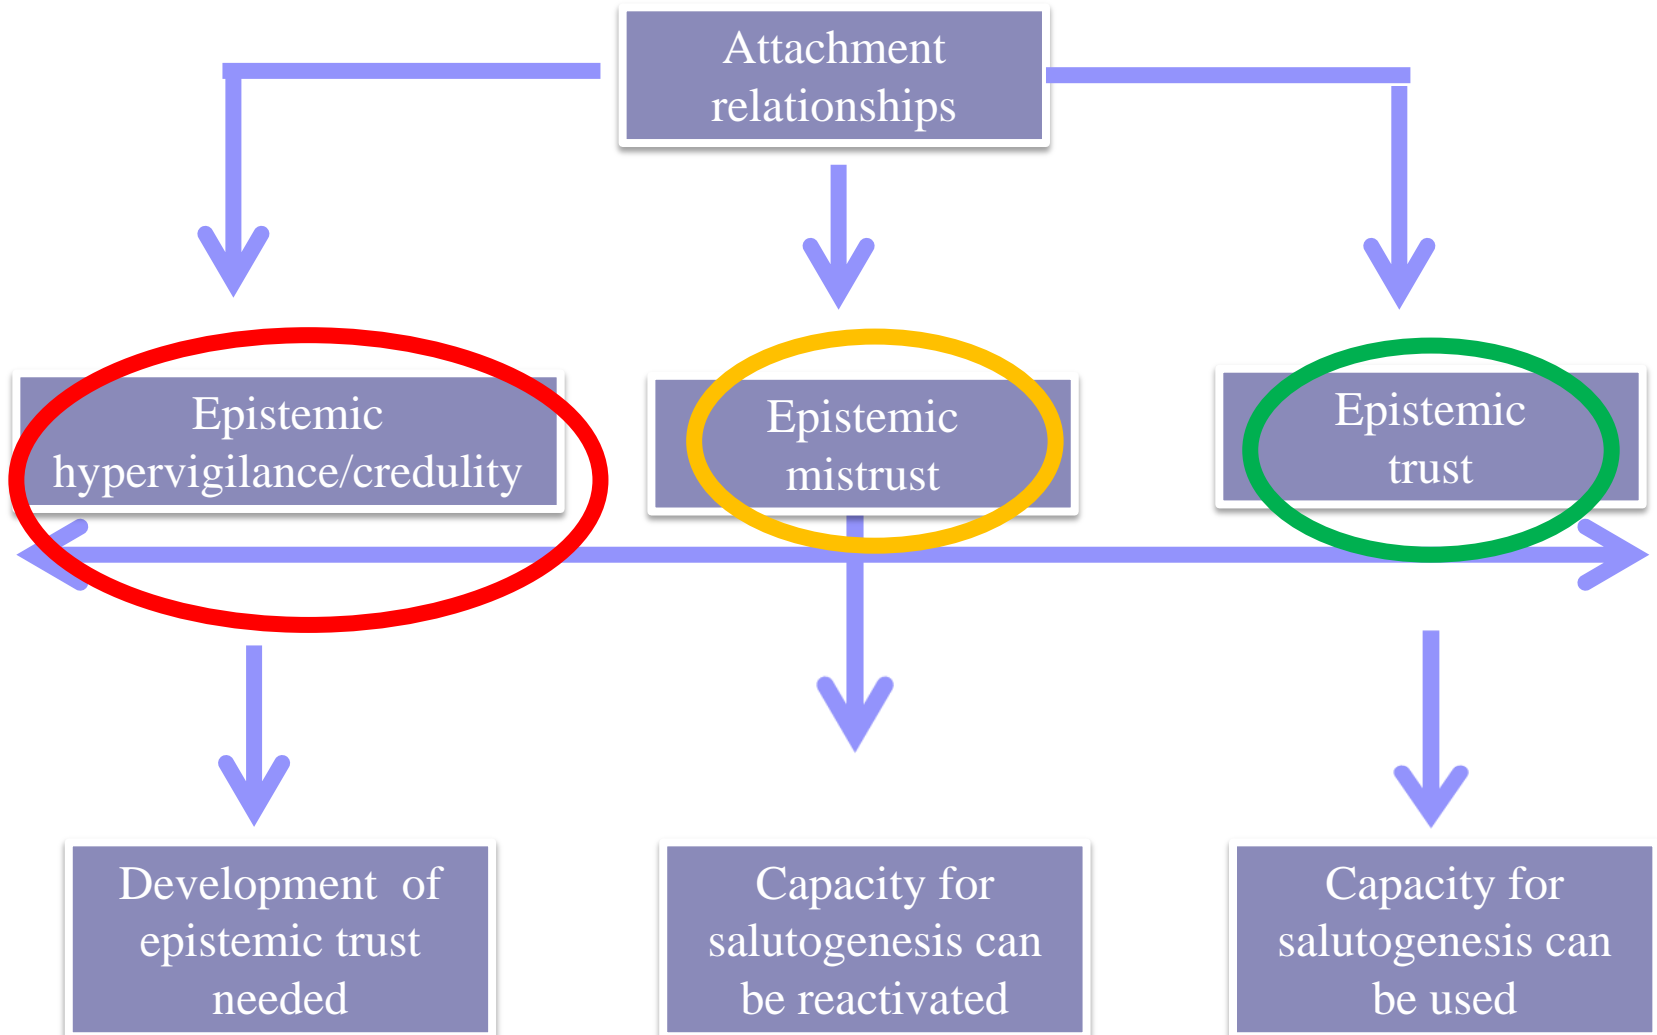 Attachment
relationships
Epistemic
hypervigilance/credulity
Epistemic
mistrust
Epistemic
trust
Development of
epistemic trust
needed
Capacity for
salutogenesis can
be reactivated
Capacity for
salutogenesis can
be used